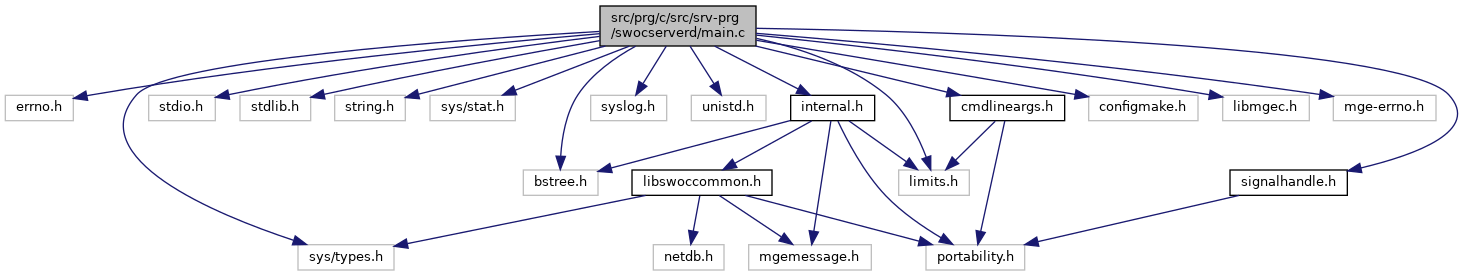 src/prg/c/src/srv-prg
/swocserverd/main.c
errno.h
stdio.h
stdlib.h
string.h
sys/stat.h
syslog.h
unistd.h
internal.h
cmdlineargs.h
configmake.h
libmgec.h
mge-errno.h
bstree.h
libswoccommon.h
limits.h
signalhandle.h
sys/types.h
netdb.h
mgemessage.h
portability.h